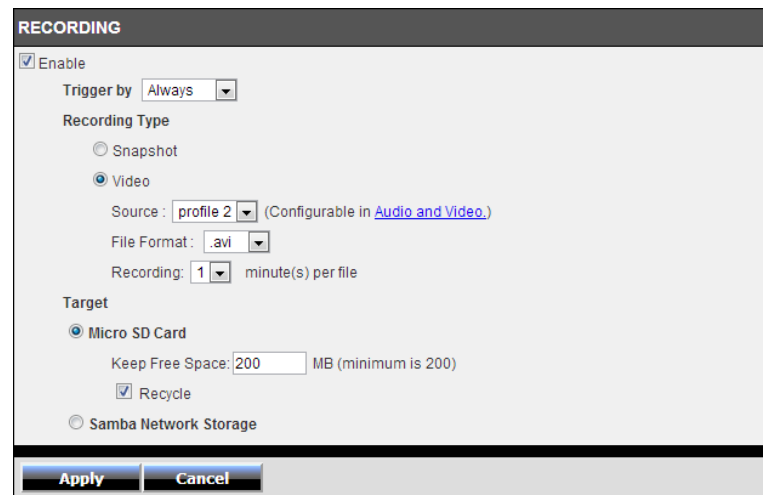 RECORDING
Enable
Trigger by Always
Recording Type
Snapshot
Video
Source : profile 2 (Configurable in Audio and Video.)
File Format : .avi
Recording: 1 minute(s) per file
Target
Micro SD Card
Keep Free Space: 200 MB (minimum is 200)
Recycle
Samba Network Storage
Apply Cancel